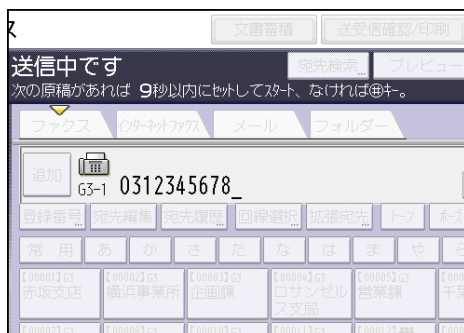 ス
文書蓄積 送受信確認/印刷
送信中です 宛先検索 プレビュー
次の原稿があれば 9秒以内にセットしてスタート、なければ#キー。
ファクス インターネットファクス メール フォルダー
追加 G3-1 0312345678_
登録番号 宛先編集 宛先履歴 回線選択 拡張宛先 トーン ポーズ
常用 あ か さ た な は ま や
【00001】G3 【00002】G3 【00003】G3 【00004】G3 【00005】G3
赤坂支店 横浜事業所 企画課 ロサンゼルス支局 営業課 千葉